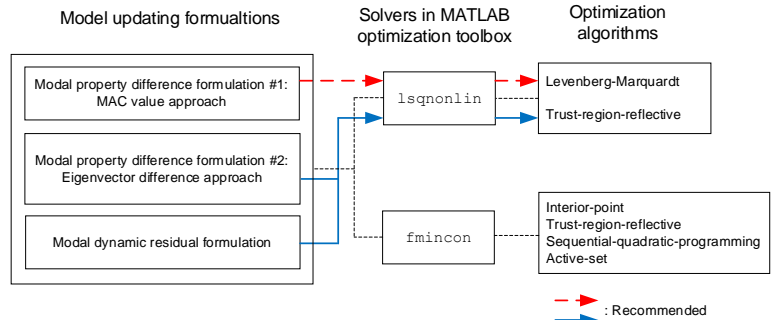 Model updating formualtions
Solvers in MATLAB
optimization toolbox
Optimization
algorithms
Modal property difference formulation #1:
MAC value approach
Modal property difference formulation #2:
Eigenvector difference approach
Modal dynamic residual formulation
lsqnonlin
fmincon
Levenberg-Marquardt
Trust-region-reflective
Interior-point
Trust-region-reflective
Sequential-quadratic-programming
Active-set
: Recommended